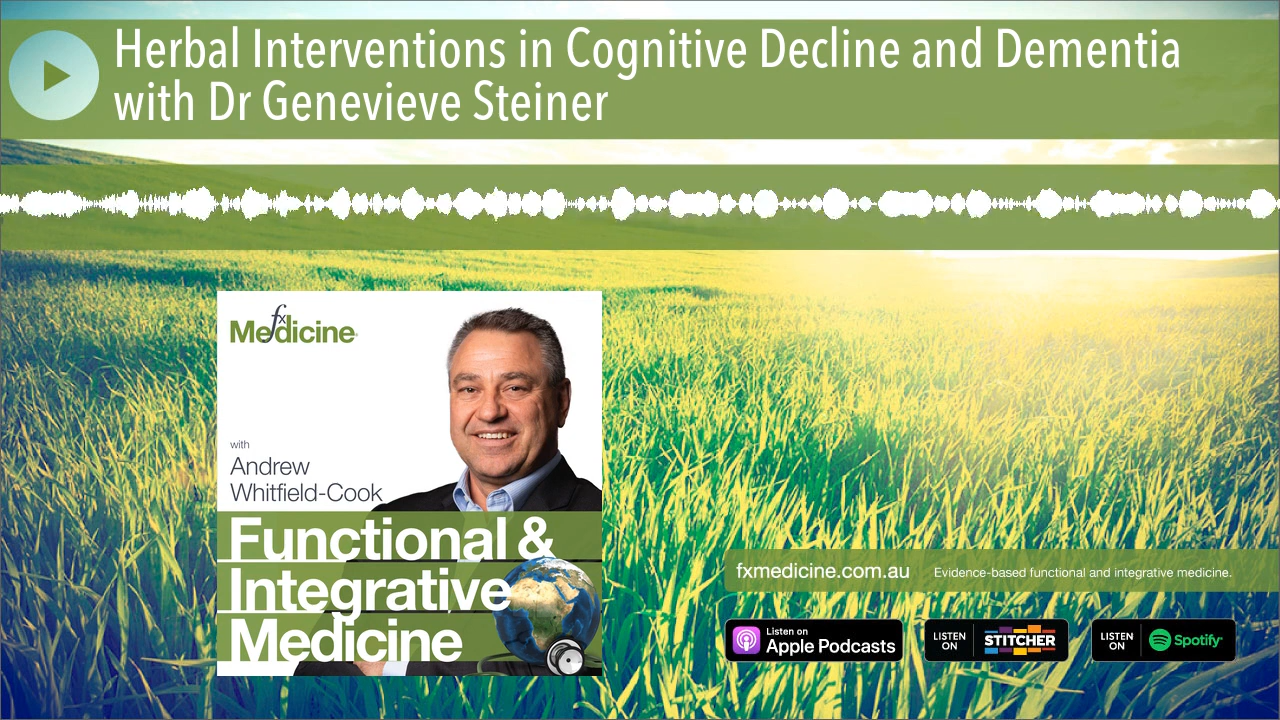 Herbal Interventions in Cognitive Decline and Dementia
with Dr Genevieve Steiner
fx
Medicine
with
Andrew
Whitfield-Cook
Functional &
Integrative
Medicine
fxmedicine.com.au
Evidence-based functional and integrative medicine.
Listen on
Apple Podcasts
LISTEN
ON
STITCHER
LISTEN
ON
Spotify